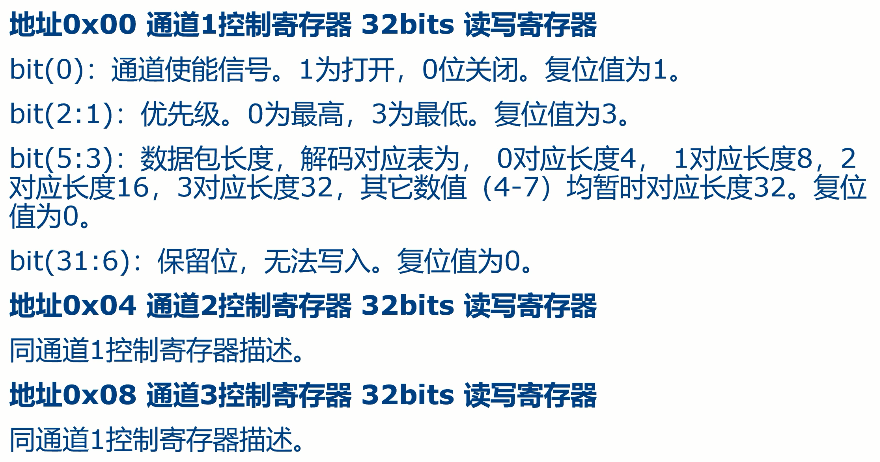 地址0x00 通道1控制寄存器 32bits 读写寄存器
bit(0)：通道使能信号。1为打开，0位关闭。复位值为1。
bit(2:1)：优先级。0为最高，3为最低。复位值为3。
bit(5:3)：数据包长度，解码对应表为， 0对应长度4， 1对应长度8，2
对应长度16，3对应长度32，其它数值（4-7）均暂时对应长度32。复位
值为0。
bit(31:6)：保留位，无法写入。复位值为0。
地址0x04 通道2控制寄存器 32bits 读写寄存器
同通道1控制寄存器描述。
地址0x08 通道3控制寄存器 32bits 读写寄存器
同通道1控制寄存器描述。